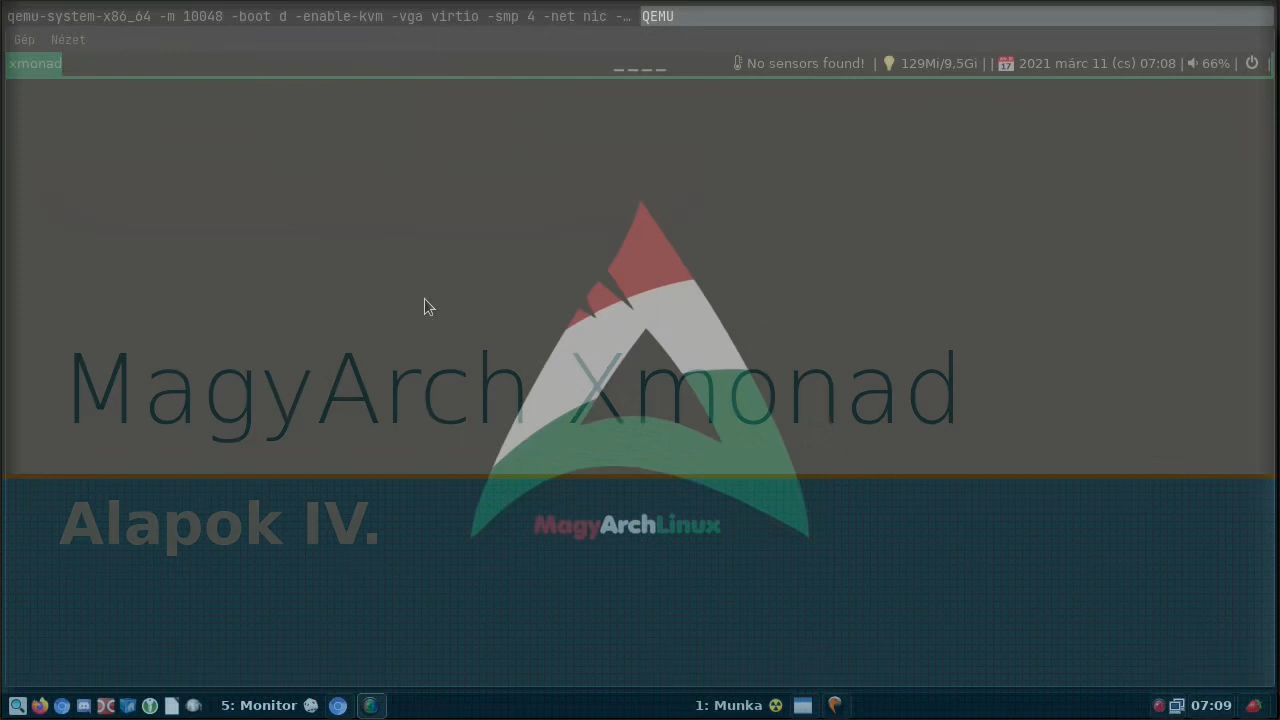 qemu-system-x86_64 -m 10048 -boot d -enable-kvm -vga virtio -smp 4 -net nic -… QEMU
Gép Nézet
xmonad No sensors found! | 129Mi/9,5Gi | | 17 2021 márc 11 (cs) 07:08 | 66% |
MagyArch Xmonad
Alapok IV.
MagyArchLinux
5: Monitor 1: Munka 07:09